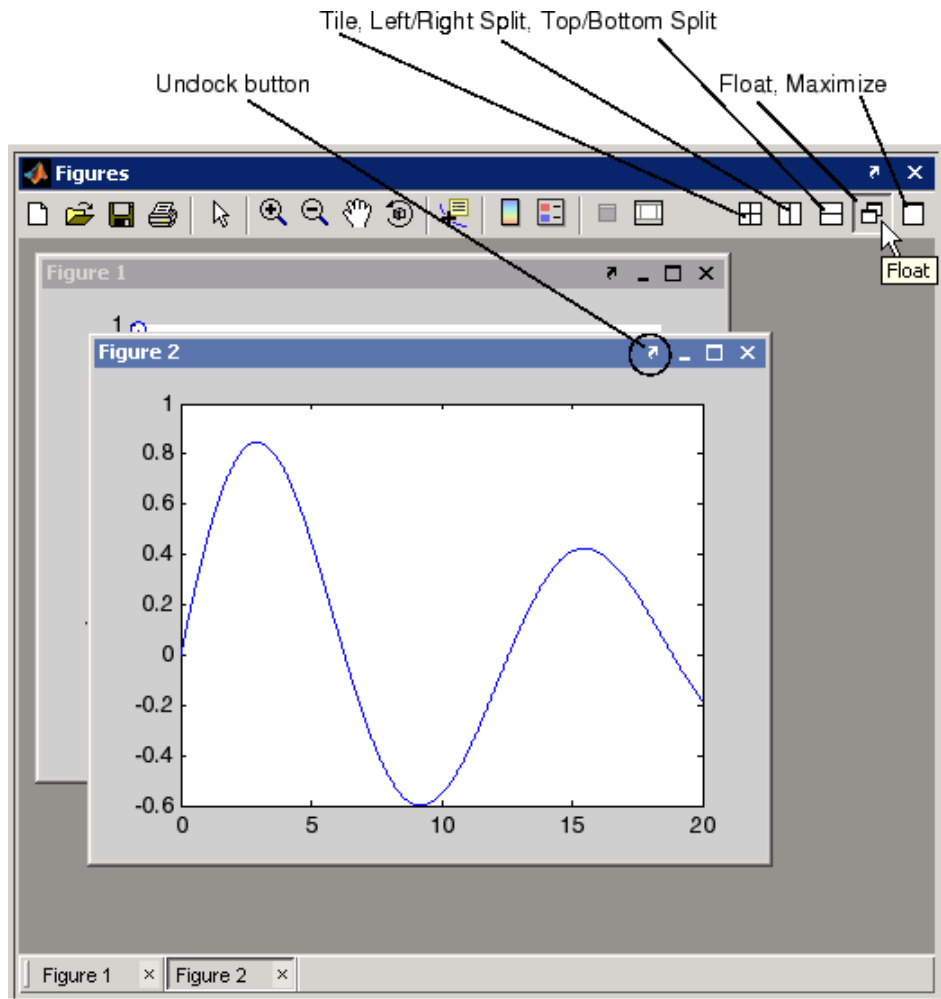 Tile, Left/Right Split, Top/Bottom Split
Undock button
Float, Maximize
Figures
Float
Figure 1
1
Figure 2
1
0.8
0.6
0.4
0.2
0
-0.2
-0.4
-0.6
0 5 10 15 20
Figure 1 Figure 2